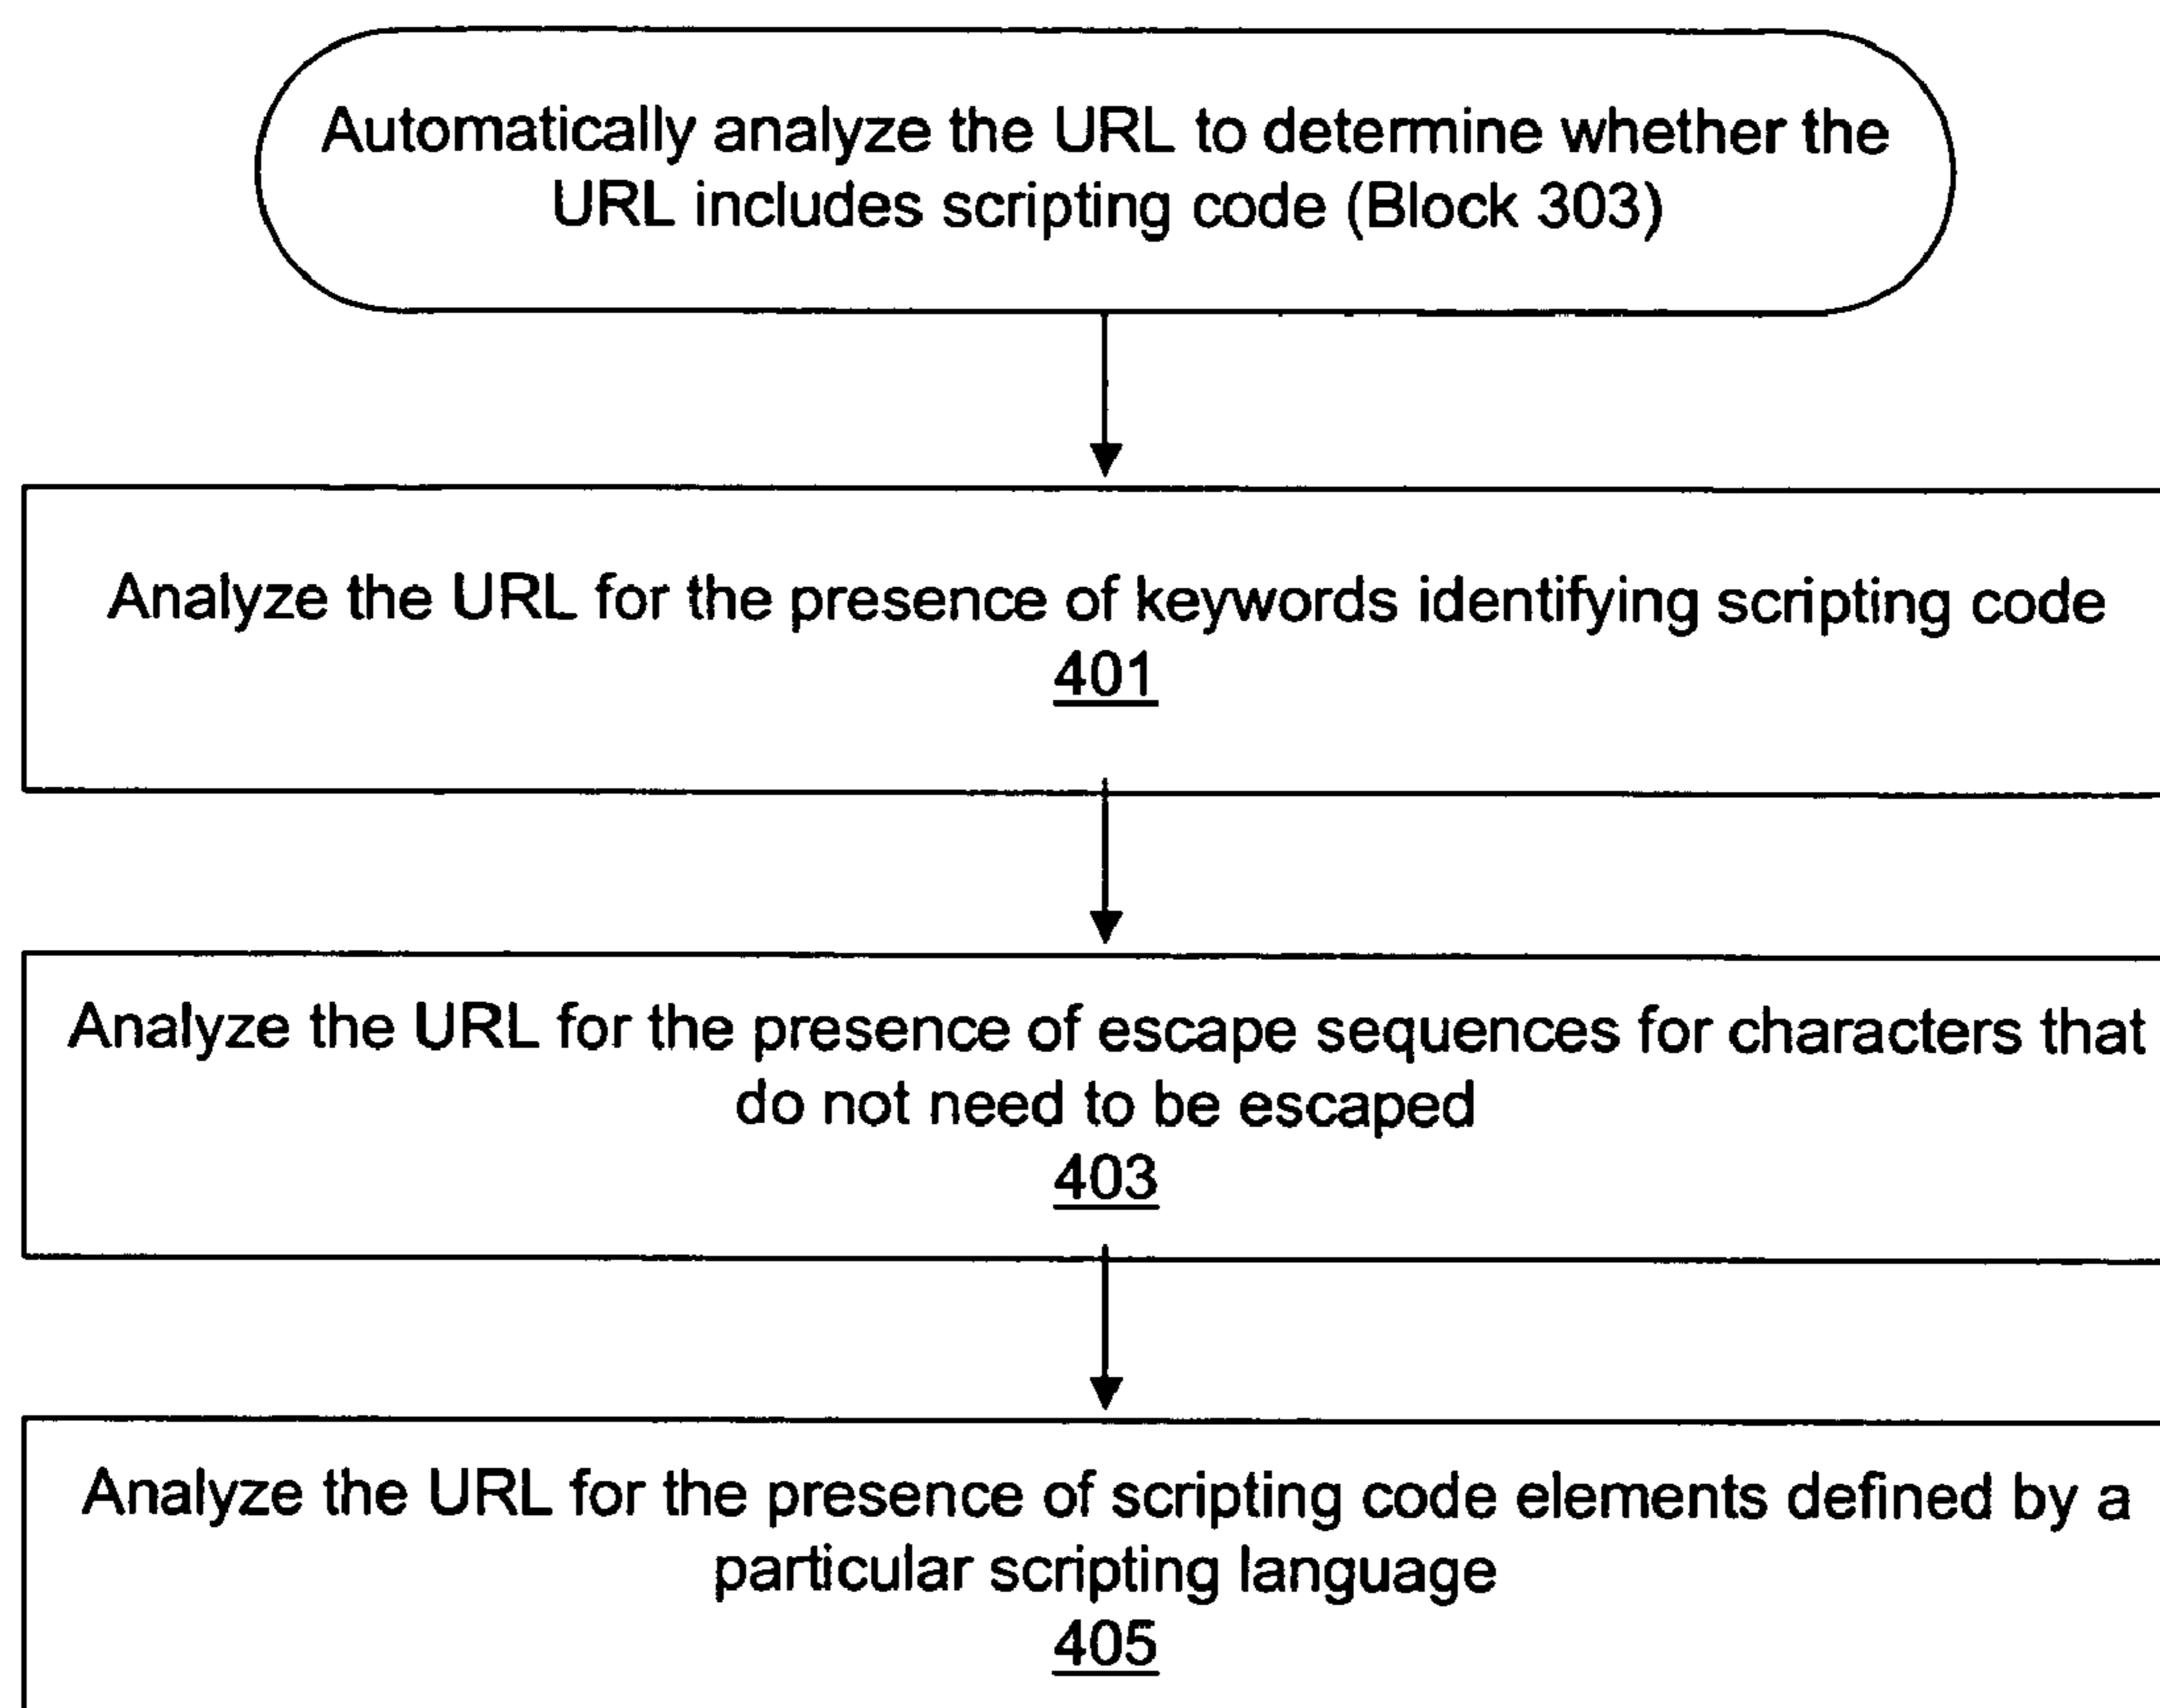 Automatically analyze the URL to determine whether the
URL includes scripting code (Block 303)
Analyze the URL for the presence of keywords identifying scripting code
401
Analyze the URL for the presence of escape sequences for characters that
do not need to be escaped
403
Analyze the URL for the presence of scripting code elements defined by a
particular scripting language
405